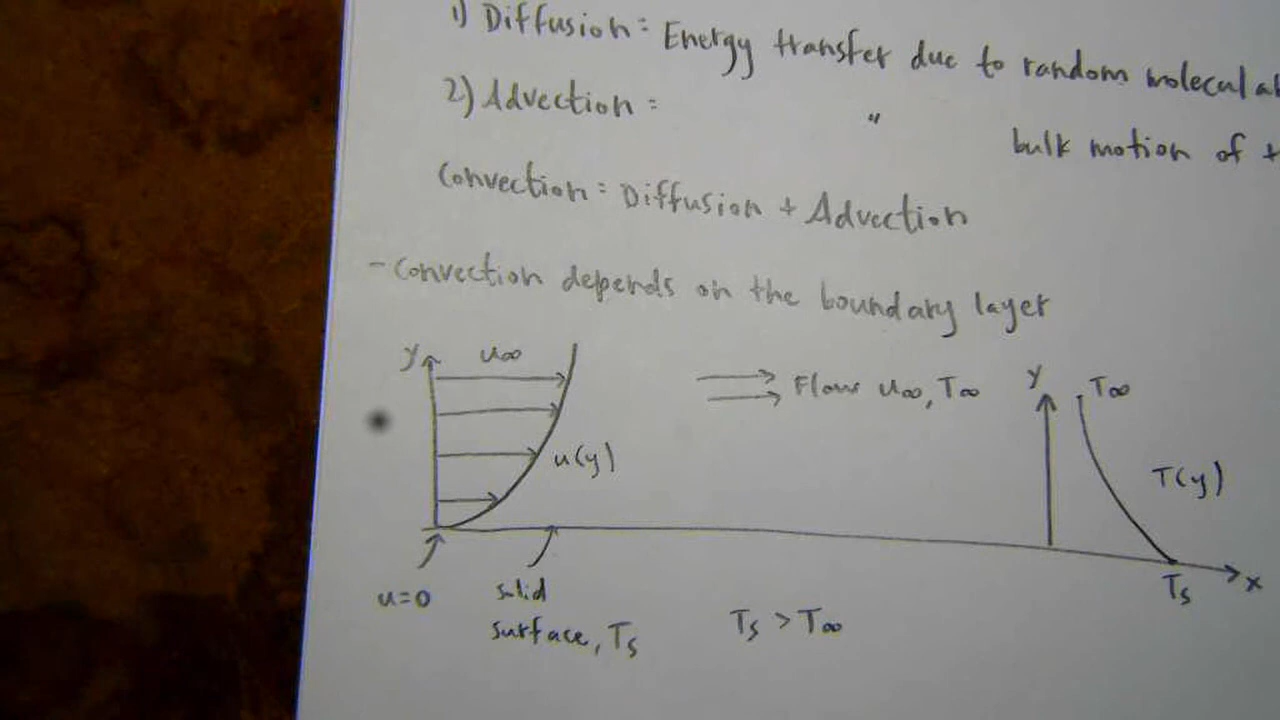 1) Diffusion: Energy transfer due to random
2) Advection: " bulk motion of
Convection: Diffusion + Advection
- Convection depends on the boundary layer
y u∞
Flow u∞, T∞
y T∞
u(y)
T(y)
u=0
solid
surface, Ts
Ts > T∞
Ts
x